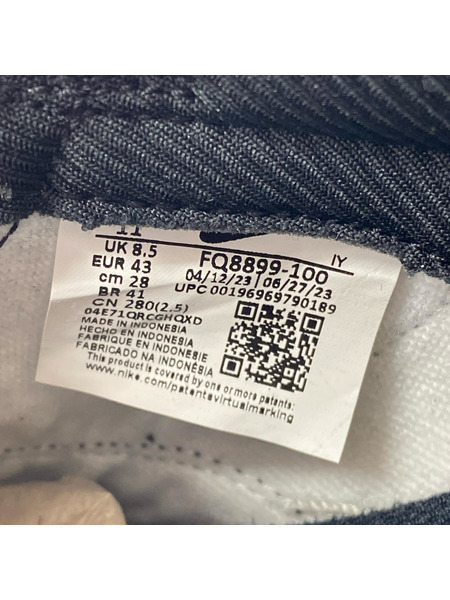 11
UK 8.5
EUR 43
cm 28
BR 41
CN 280(2.5)
04E71QRCGHQXD
MADE IN INDONESIA
HECHO EN INDONESIA
FABRIQUE EN INDONESIE
FABRICADO NA INDONÉSIA
This product is covered by one or more patents:
www.nike.com/patentsvirtualmarking
IY
FQ8899-100
04/12/23 | 06/27/23
UPC 00196969790189